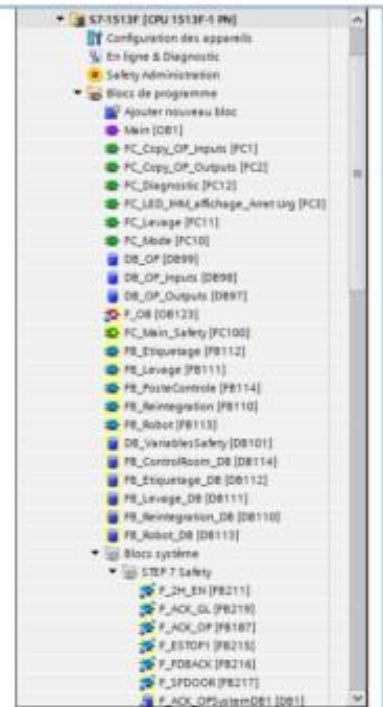 S7-1513F [CPU 1513F-1 PN]
Configuration des appareils
En ligne & Diagnostic
Safety Administration
Blocs de programme
Ajouter nouveau bloc
Main [OB1]
FC_Copy_OP_Inputs [FC1]
FC_Copy_OP_Outputs [FC2]
FC_Diagnostic [FC12]
FC_LED_IHM_affichage_Arret Urg [FC3]
FC_Levage [FC11]
FC_Mode [FC10]
DB_OP [DB99]
DB_OP_Inputs [DB98]
DB_OP_Outputs [DB97]
F_OB [OB123]
FC_Main_Safety [FC100]
FB_Etiquetage [FB112]
FB_Levage [FB111]
FB_PosteControle [FB114]
FB_Reintegration [FB110]
FB_Robot [FB113]
DB_VariablesSafety [DB101]
FB_ControlRoom_DB [DB114]
FB_Etiquetage_DB [DB112]
FB_Levage_DB [DB111]
FB_Reintegration_DB [DB110]
FB_Robot_DB [DB113]
Blocs système
STEP 7 Safety
F_2H_EN [FB211]
F_ACK_GL [FB219]
F_ACK_OP [FB187]
F_ESTOP1 [FB215]
F_FDBACK [FB216]
F_SFDOOR [FB217]
F_ACK_OPSystemDB1 [DB1]